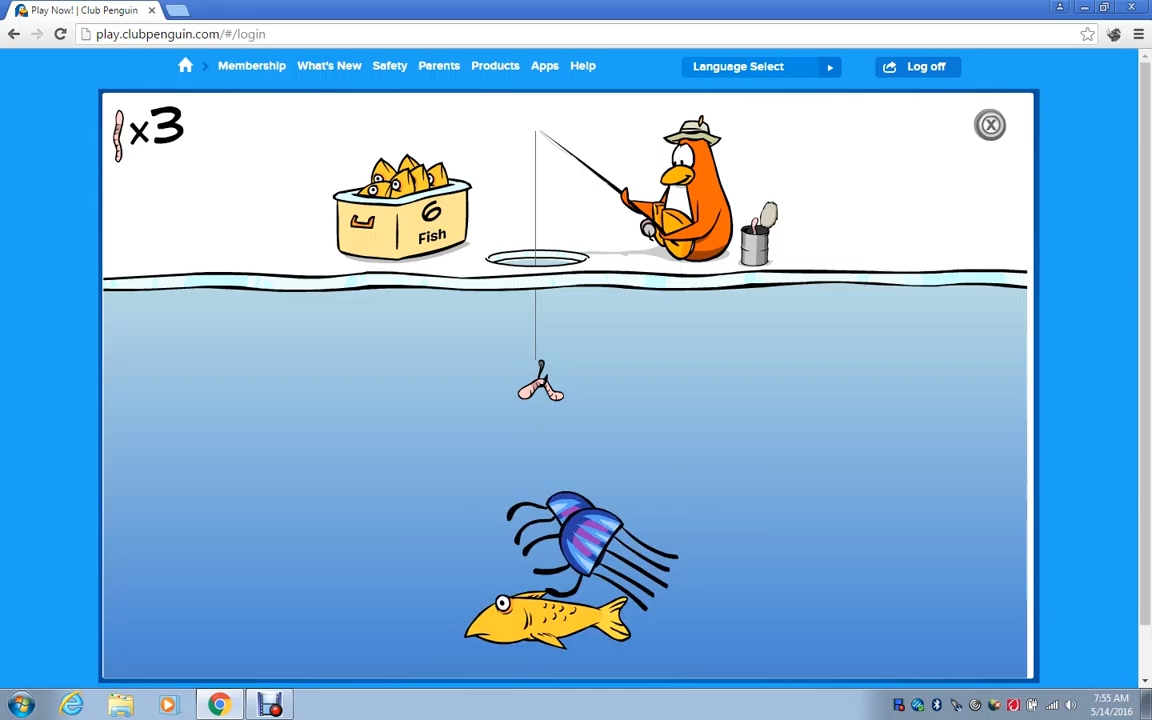 Play Now! | Club Penguin
play.clubpenguin.com/#/login
Membership What's New Safety Parents Products Apps Help Language Select Log off
x3
6
Fish
7:55 AM
5/14/2016